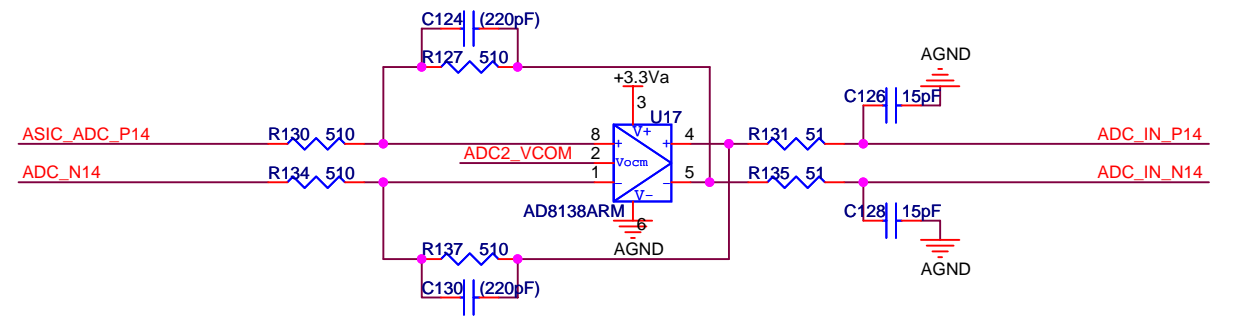 C124 (220pF)
R127 510
AGND
+3.3Va
3
C126 15pF
U17
V+
ASIC_ADC_P14
R130 510
8
+
+
4
R131 51
ADC_IN_P14
ADC2_VCOM
2
Vocm
ADC_N14
R134 510
1
-
-
5
R135 51
ADC_IN_N14
V-
AD8138ARM
6
C128 15pF
R137 510
AGND
AGND
C130 (220pF)